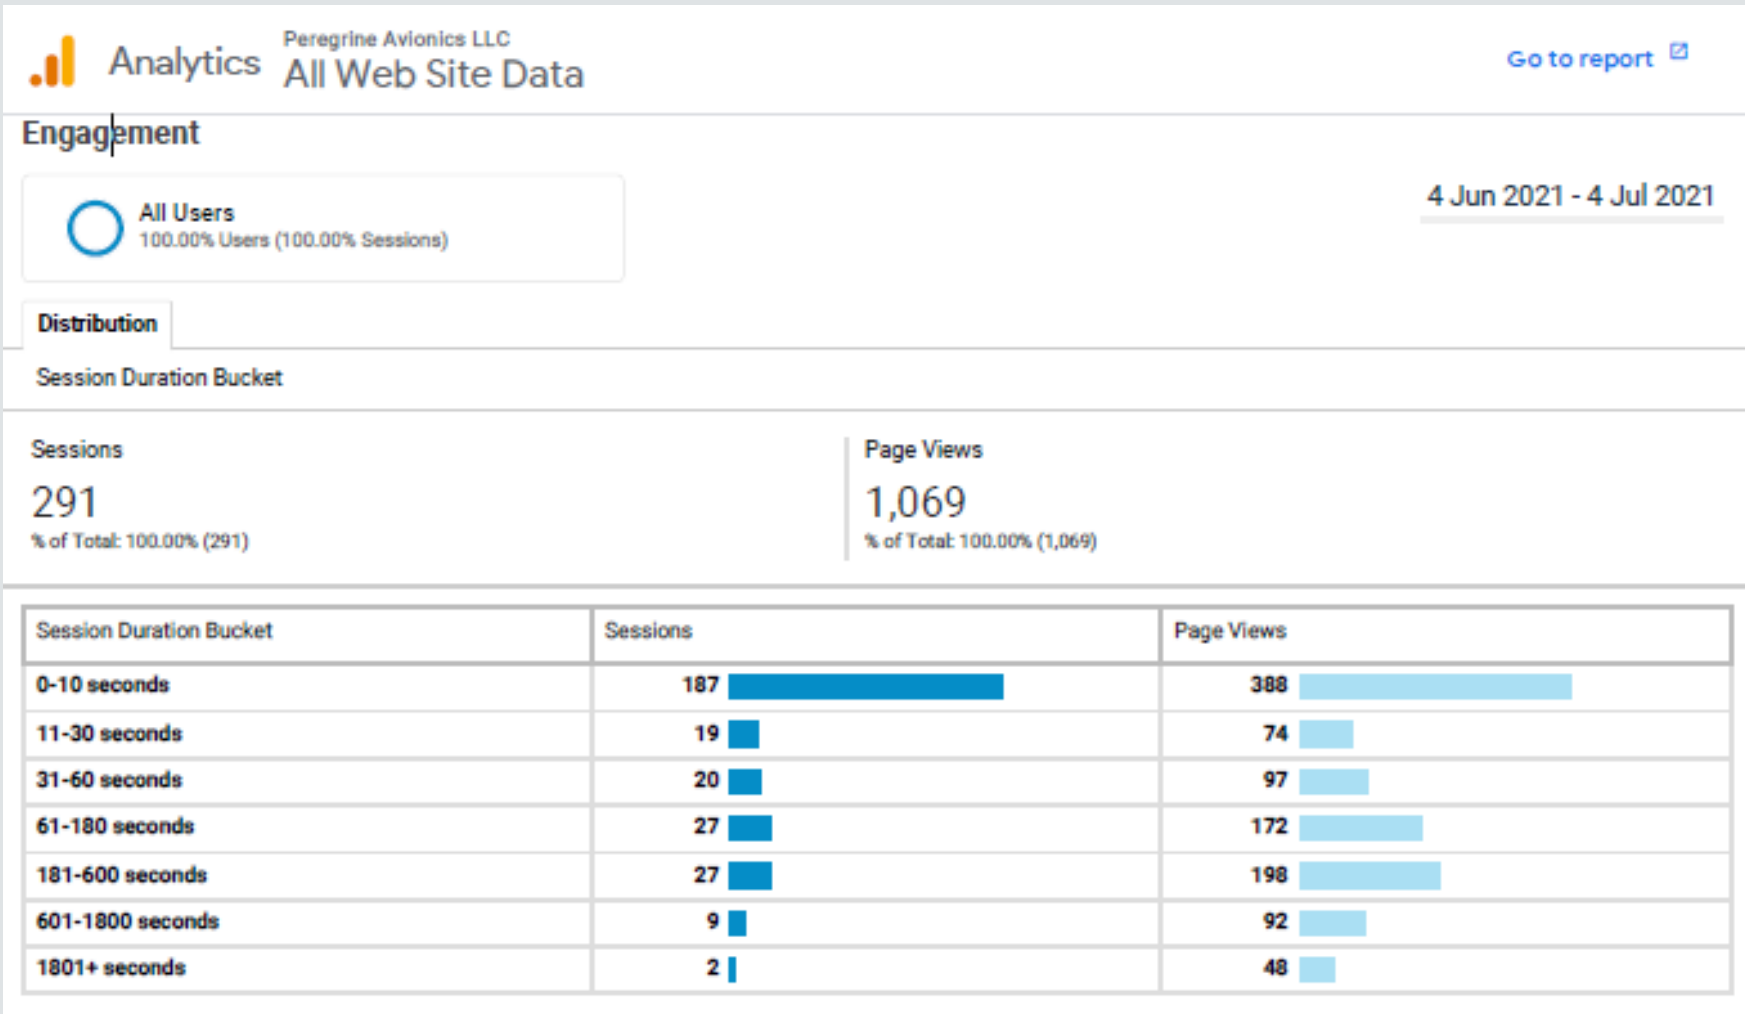 Analytics
Peregrine Avionics LLC
All Web Site Data
Go to report
Engagement
All Users
100.00% Users (100.00% Sessions)
4 Jun 2021 - 4 Jul 2021
Distribution
Session Duration Bucket
Sessions
291
% of Total: 100.00% (291)
Page Views
1,069
% of Total: 100.00% (1,069)
Session Duration Bucket Sessions Page Views
0-10 seconds 187 388
11-30 seconds 19 74
31-60 seconds 20 97
61-180 seconds 27 172
181-600 seconds 27 198
601-1800 seconds 9 92
1801+ seconds 2 48